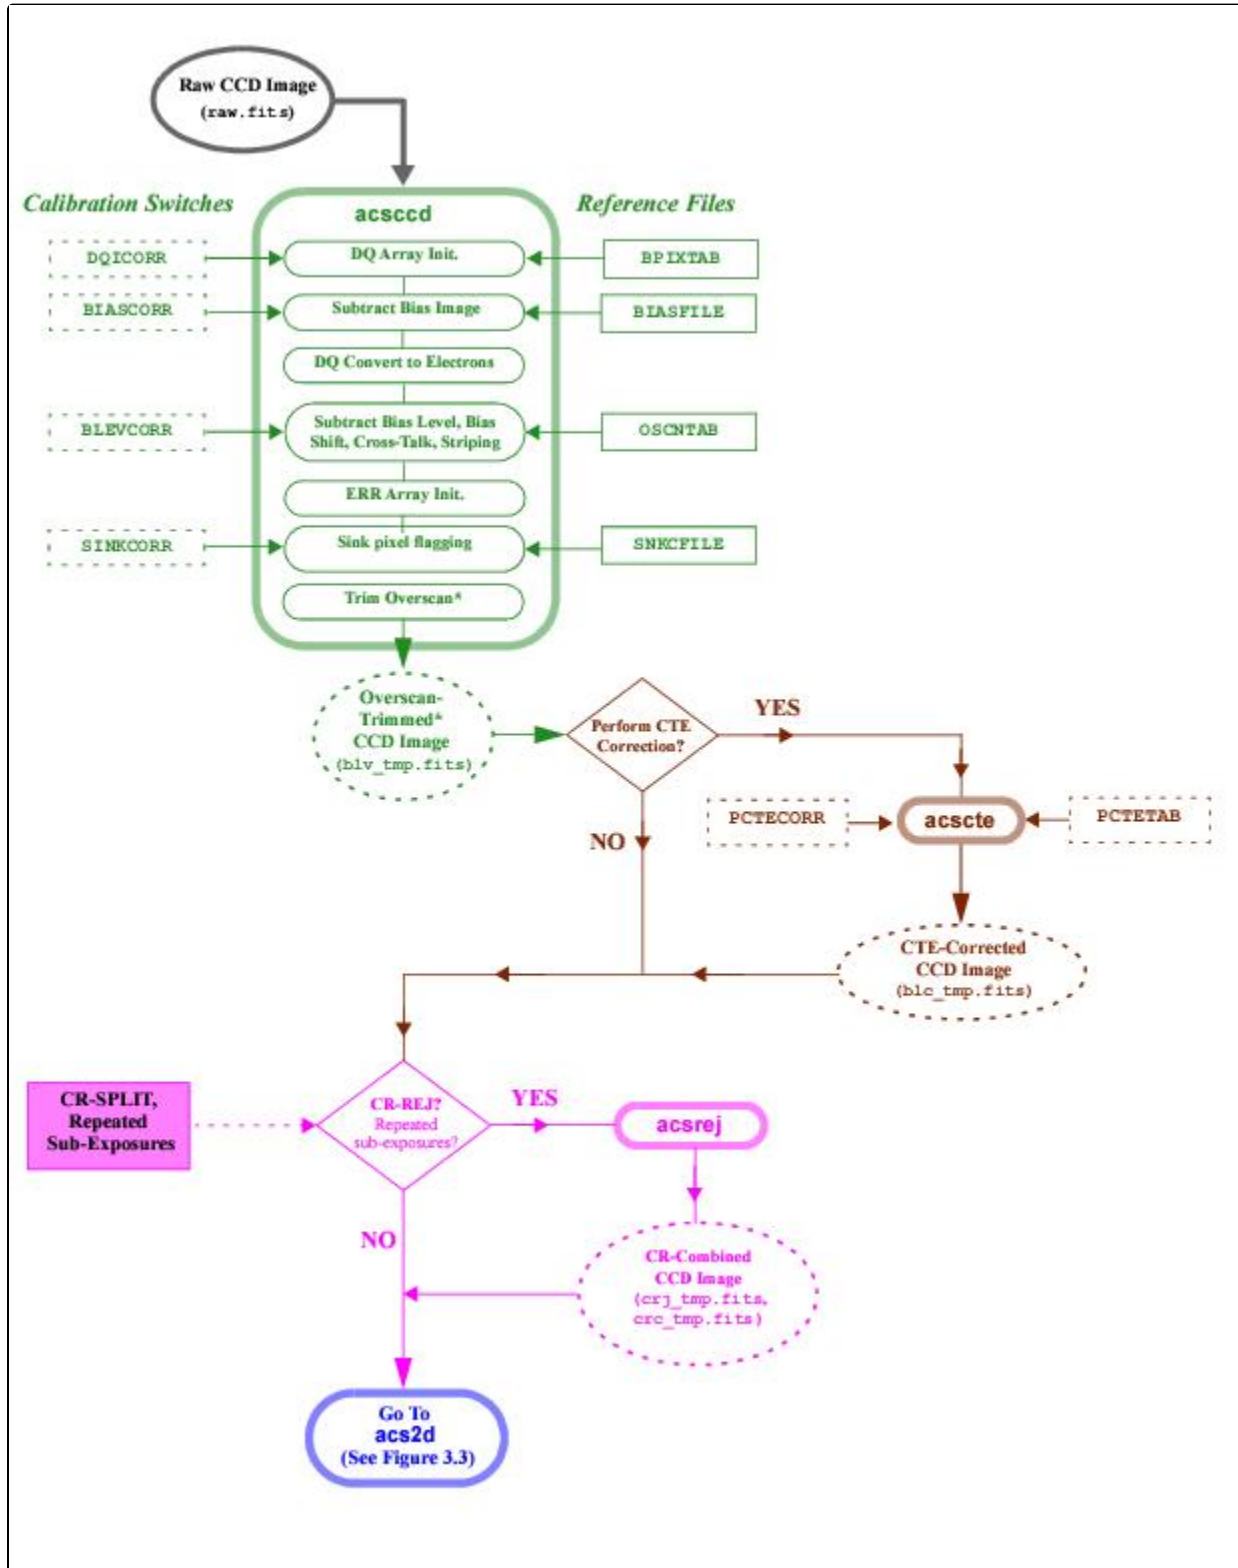 Raw CCD Image
(raw.fits)
Calibration Switches
acsccd
Reference Files
DQICORR
DQ Array Init.
BPIXTAB
BIASCORR
Subtract Bias Image
BIASFILE
DQ Convert to Electrons
BLEVCORR
Subtract Bias Level, Bias
Shift, Cross-Talk, Striping
OSCNTAB
ERR Array Init.
SINKCORR
Sink pixel flagging
SNKCFILE
Trim Overscan*
Overscan-
Trimmed*
CCD Image
(blv_tmp.fits)
Perform CTE
Correction?
YES
NO
PCTECORR
acscte
PCTETAB
CTE-Corrected
CCD Image
(blc_tmp.fits)
CR-SPLIT,
Repeated
Sub-Exposures
CR-REJ?
Repeated
sub-exposures?
YES
acsrej
NO
CR-Combined
CCD Image
(crj_tmp.fits,
crc_tmp.fits)
Go To
acs2d
(See Figure 3.3)